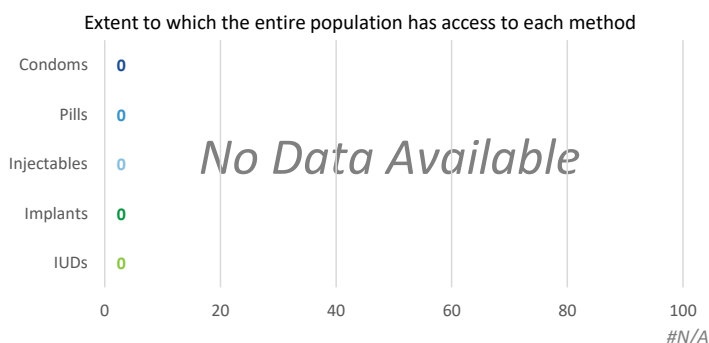 Extent to which the entire population has access to each method
Condoms 0
Pills 0
Injectables 0
No Data Available
Implants 0
IUDs 0
0 20 40 60 80 100
#N/A